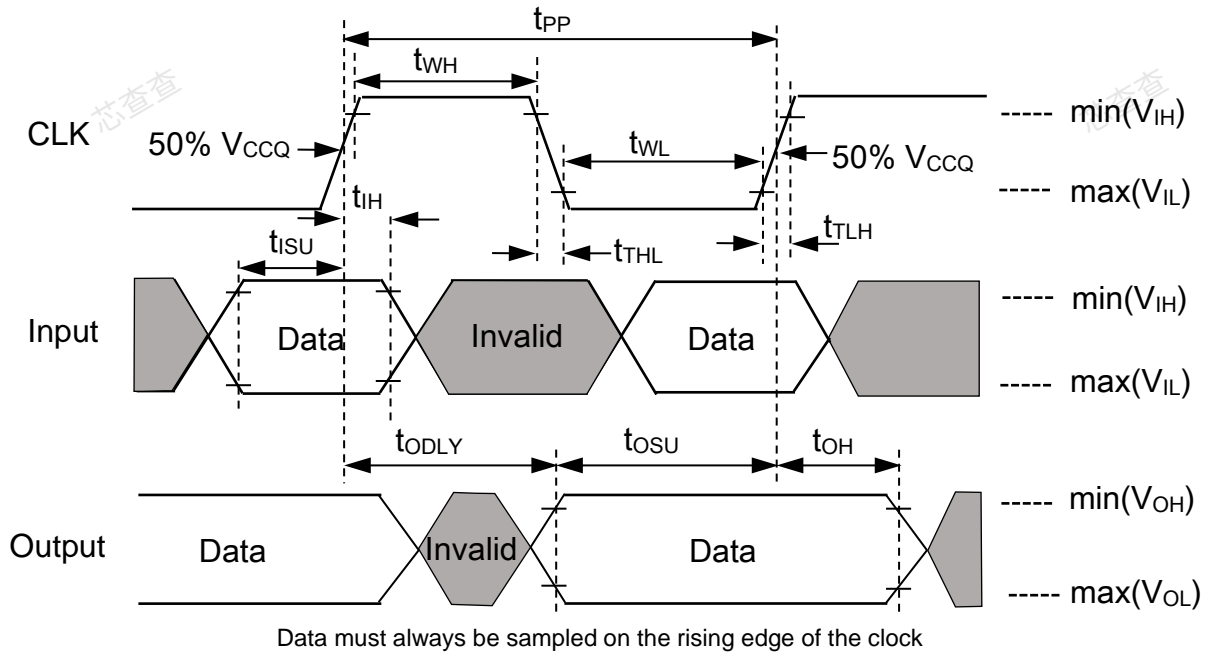 tPP
tWH
芯查查
芯查查
CLK
min(VIH)
50% VCCQ
tWL
50% VCCQ
max(VIL)
tIH
tISU
tTHL
tTLH
Input
Data
Invalid
Data
min(VIH)
max(VIL)
tODLY
tOSU
tOH
min(VOH)
Output
Data
Invalid
Data
max(VOL)
Data must always be sampled on the rising edge of the clock